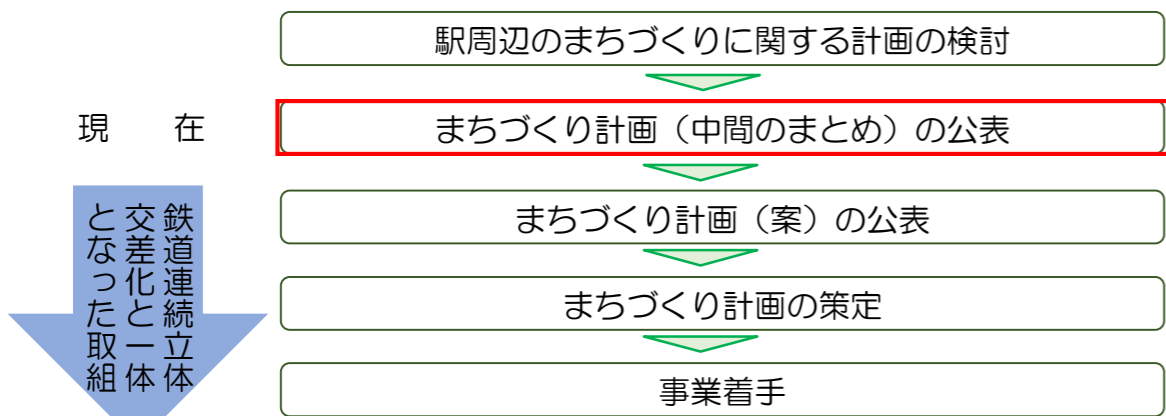 駅周辺のまちづくりに関する計画の検討
現　在
まちづくり計画（中間のまとめ）の公表
まちづくり計画（案）の公表
まちづくり計画の策定
事業着手
鉄道連続立体
交差化と一体
となった取組